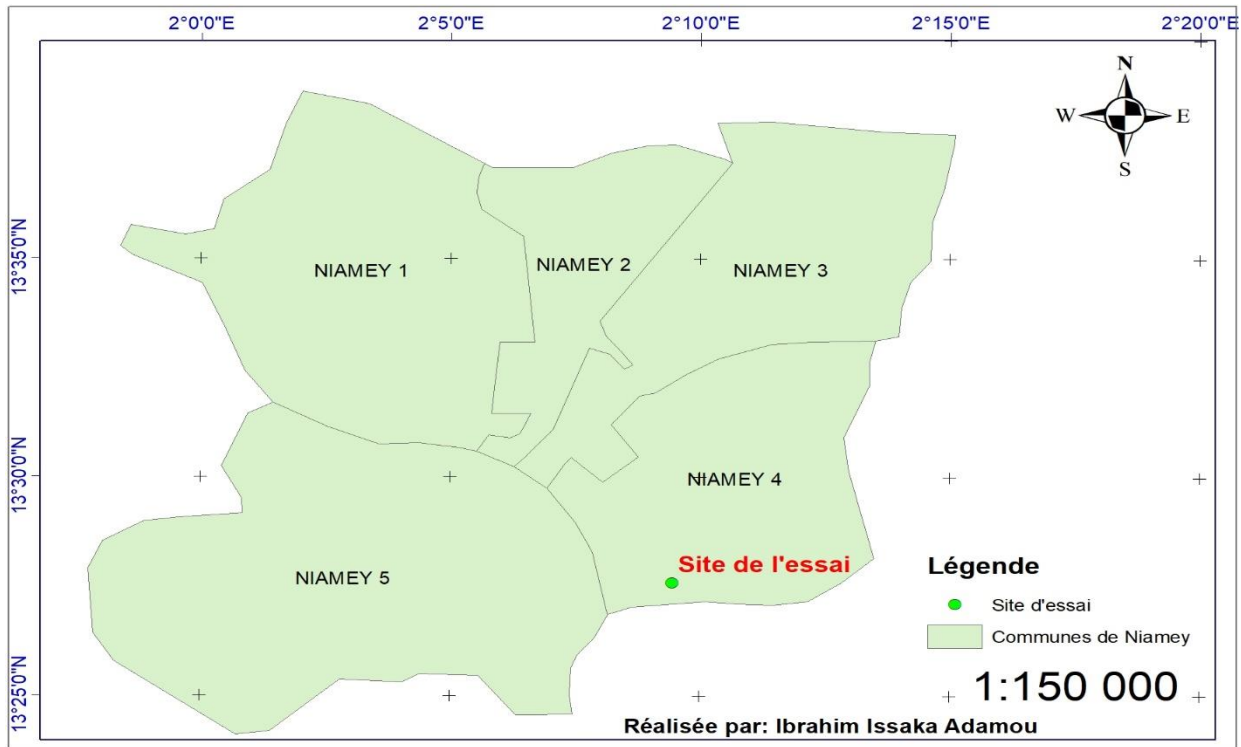 2°0'0"E 2°5'0"E 2°10'0"E 2°15'0"E 2°20'0"E
N
W E
S
13°35'0"N
NIAMEY 1
NIAMEY 2
NIAMEY 3
13°30'0"N
NIAMEY 4
Site de l'essai
NIAMEY 5
Légende
Site d'essai
Communes de Niamey
13°25'0"N
1:150 000
Réalisée par: Ibrahim Issaka Adamou